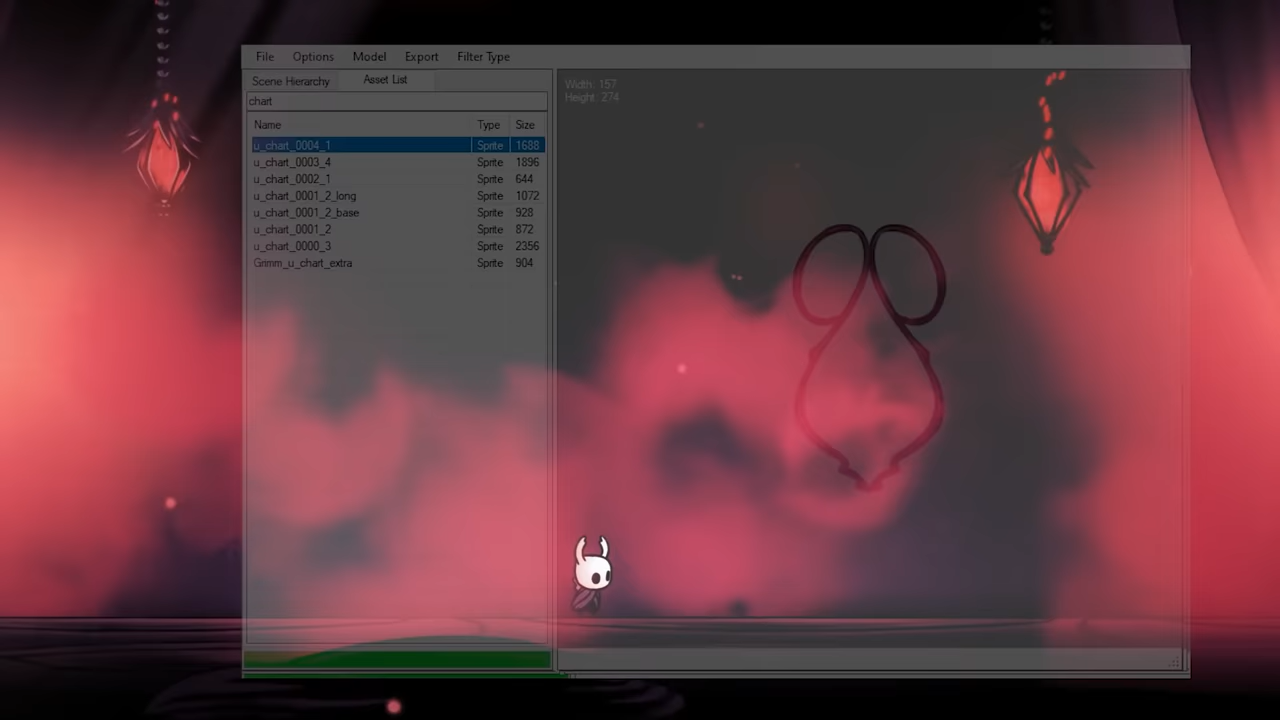 File Options Model Export Filter Type
Scene Hierarchy Asset List
chart
Name Type Size
u_chart_0004_1 Sprite 1688
u_chart_0003_4 Sprite 1896
u_chart_0002_1 Sprite 644
u_chart_0001_2_long Sprite 1072
u_chart_0001_2_base Sprite 928
u_chart_0001_2 Sprite 872
u_chart_0000_3 Sprite 2356
Grimm_u_chart_extra Sprite 904
Width: 157
Height: 274